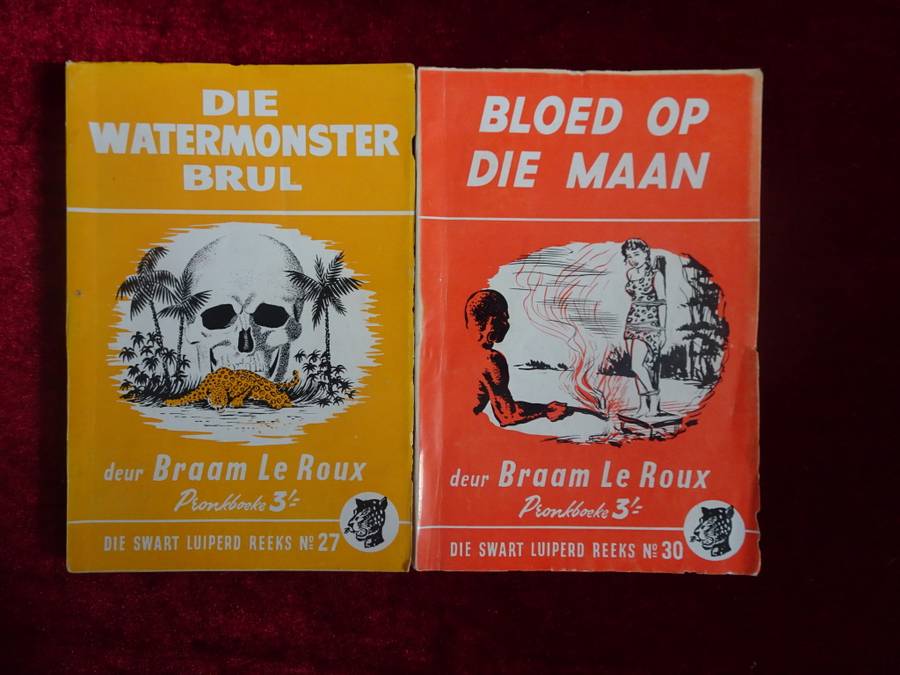 DIE
WATERMONSTER
BRUL
deur Braam Le Roux
Pronkboeke 3/-
DIE SWART LUIPERD REEKS No 27
BLOED OP
DIE MAAN
deur Braam Le Roux
Pronkboeke 3/-
DIE SWART LUIPERD REEKS No 30